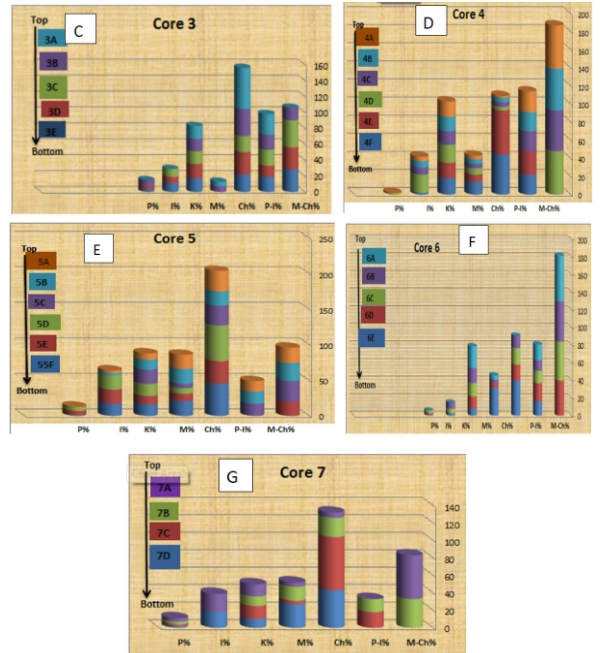 C
Core 3
Top
3A
3B
3C
3D
3E
Bottom
160
140
120
100
80
60
40
20
0
P% I% K% M% Ch% P-I% M-Ch%
D
Core 4
Top
4A
4B
4C
4D
4E
4F
Bottom
200
180
160
140
120
100
80
60
40
20
0
P% I% K% M% Ch% P-I% M-Ch%
E
Core 5
Top
5A
5B
5C
5D
5E
55F
Bottom
250
200
150
100
50
0
P% I% K% M% Ch% P-I% M-Ch%
F
Core 6
Top
6A
6B
6C
6D
6E
Bottom
200
180
160
140
120
100
80
60
40
20
0
P% I% K% M% Ch% P-I% M-Ch%
G
Core 7
Top
7A
7B
7C
7D
Bottom
140
120
100
80
60
40
20
0
P% I% K% M% Ch% P-I% M-Ch%